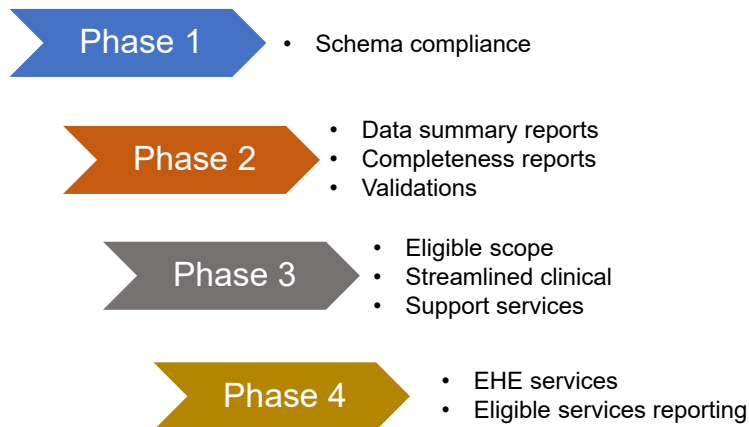 Phase 1
• Schema compliance
Phase 2
• Data summary reports
• Completeness reports
• Validations
Phase 3
• Eligible scope
• Streamlined clinical
• Support services
Phase 4
• EHE services
• Eligible services reporting